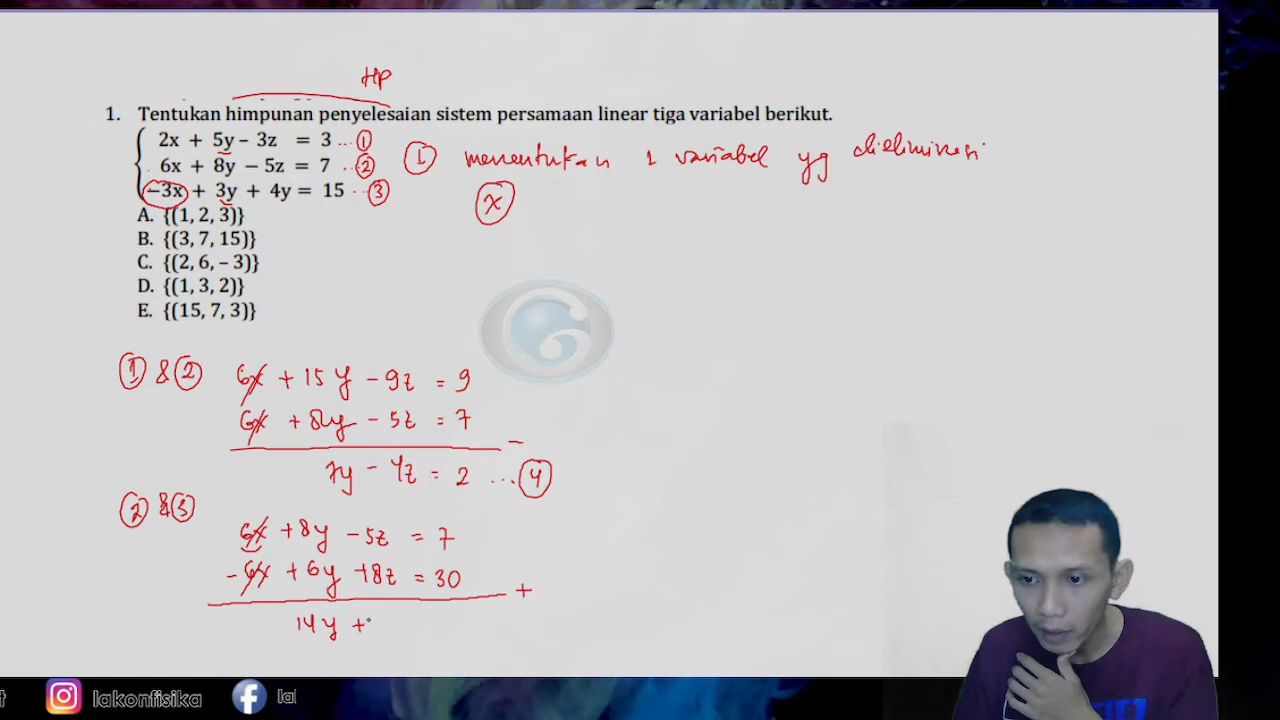 HP
1. Tentukan himpunan penyelesaian sistem persamaan linear tiga variabel berikut.
2x + 5y – 3z = 3 ... 1
6x + 8y – 5z = 7 ... 2
–3x + 3y + 4y = 15 ... 3
1 menentukan 1 variabel yg dieliminasi
x
A. {(1, 2, 3)}
B. {(3, 7, 15)}
C. {(2, 6, – 3)}
D. {(1, 3, 2)}
E. {(15, 7, 3)}
1 & 2 6x + 15y - 9z = 9
6x + 8y - 5z = 7 -
7y - 4z = 2 ... 4
2 & 3
6x + 8y - 5z = 7
-6x + 6y + 8z = 30 +
14y +
lakonfisika